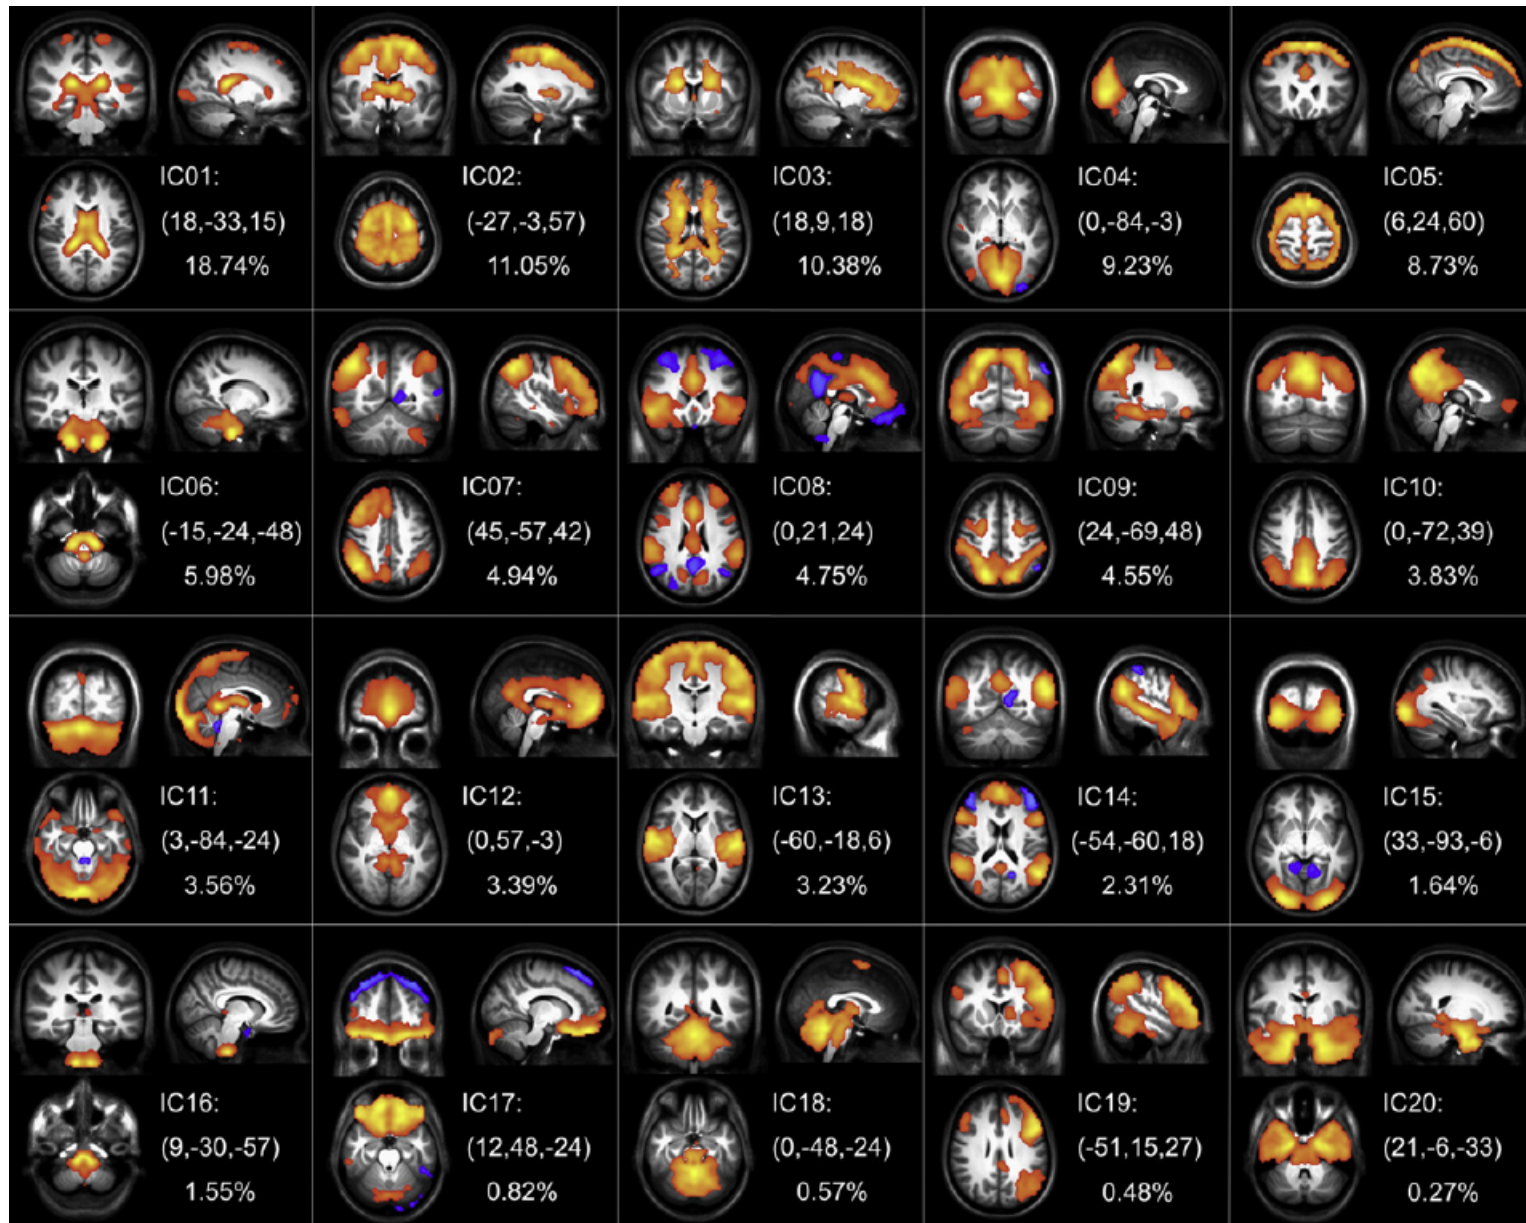 IC01:
(18,-33,15)
18.74%
IC02:
(-27,-3,57)
11.05%
IC03:
(18,9,18)
10.38%
IC04:
(0,-84,-3)
9.23%
IC05:
(6,24,60)
8.73%
IC06:
(-15,-24,-48)
5.98%
IC07:
(45,-57,42)
4.94%
IC08:
(0,21,24)
4.75%
IC09:
(24,-69,48)
4.55%
IC10:
(0,-72,39)
3.83%
IC11:
(3,-84,-24)
3.56%
IC12:
(0,57,-3)
3.39%
IC13:
(-60,-18,6)
3.23%
IC14:
(-54,-60,18)
2.31%
IC15:
(33,-93,-6)
1.64%
IC16:
(9,-30,-57)
1.55%
IC17:
(12,48,-24)
0.82%
IC18:
(0,-48,-24)
0.57%
IC19:
(-51,15,27)
0.48%
IC20:
(21,-6,-33)
0.27%